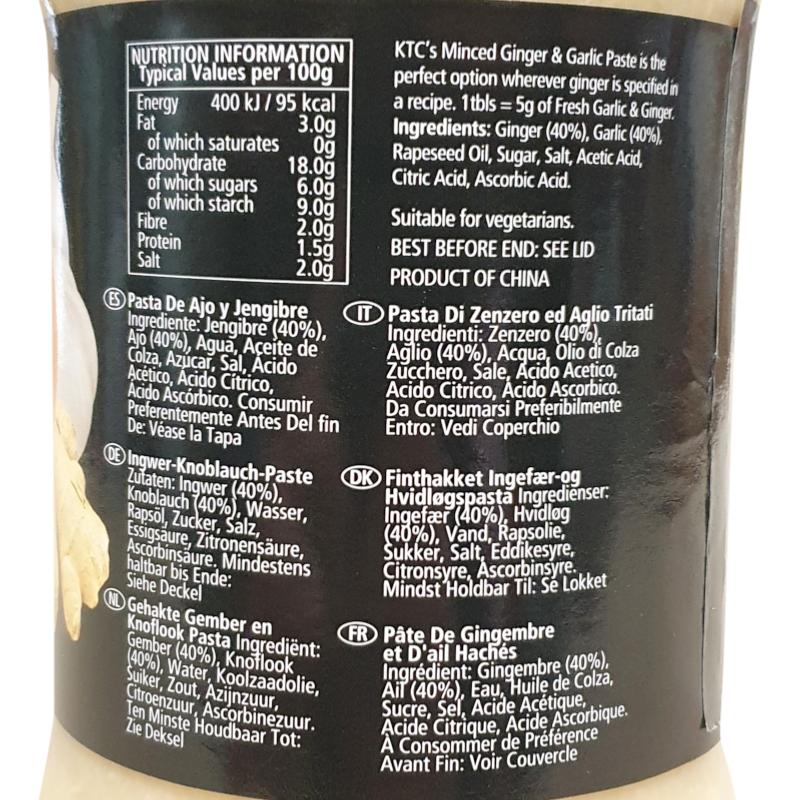 NUTRITION INFORMATION
Typical Values per 100g
Energy 400 kJ / 95 kcal
Fat 3.0g
of which saturates 0g
Carbohydrate 18.0g
of which sugars 6.0g
of which starch 9.0g
Fibre 2.0g
Protein 1.5g
Salt 2.0g
KTC's Minced Ginger & Garlic Paste is the
perfect option wherever ginger is specified in
a recipe. 1tbls = 5g of Fresh Garlic & Ginger.
Ingredients: Ginger (40%), Garlic (40%),
Rapeseed Oil, Sugar, Salt, Acetic Acid,
Citric Acid, Ascorbic Acid.
Suitable for vegetarians.
BEST BEFORE END: SEE LID
PRODUCT OF CHINA
ES Pasta De Ajo y Jengibre
Ingrediente: Jengibre (40%),
Ajo (40%), Agua, Aceite de
Colza, Azucar, Sal, Acido
Acético, Acido Cítrico,
Acido Ascórbico. Consumir
Preferentemente Antes Del fin
De: Véase la Tapa
IT Pasta Di Zenzero ed Aglio Tritati
Ingredienti: Zenzero (40%),
Aglio (40%), Acqua, Olio di Colza
Zucchero, Sale, Acido Acetico,
Acido Citrico, Acido Ascorbico.
Da Consumarsi Preferibilmente
Entro: Vedi Coperchio
DE Ingwer-Knoblauch-Paste
Zutaten: Ingwer (40%),
Knoblauch (40%), Wasser,
Rapsöl, Zucker, Salz,
Essigsäure, Zitronensäure,
Ascorbinsäure. Mindestens
haltbar bis Ende:
Siehe Deckel
DK Finthakket Ingefær-og
Hvidløgspasta Ingredienser:
Ingefær (40%), Hvidløg
(40%), Vand, Rapsolie,
Sukker, Salt, Eddikesyre,
Citronsyre, Ascorbinsyre.
Mindst Holdbar Til: Se Lokket
NL Gehakte Gember en
Knoflook Pasta Ingrediënt:
Gember (40%), Knoflook
(40%), Water, Koolzaadolie,
Suiker, Zout, Azijnzuur,
Citroenzuur, Ascorbinezuur.
Ten Minste Houdbaar Tot:
Zie Deksel
FR Pâte De Gingembre
et D'ail Hachés
Ingrédient: Gingembre (40%),
Ail (40%), Eau, Huile de Colza,
Sucre, Sel, Acide Acétique,
Acide Citrique, Acide Ascorbique.
À Consommer de Préférence
Avant Fin: Voir Couvercle